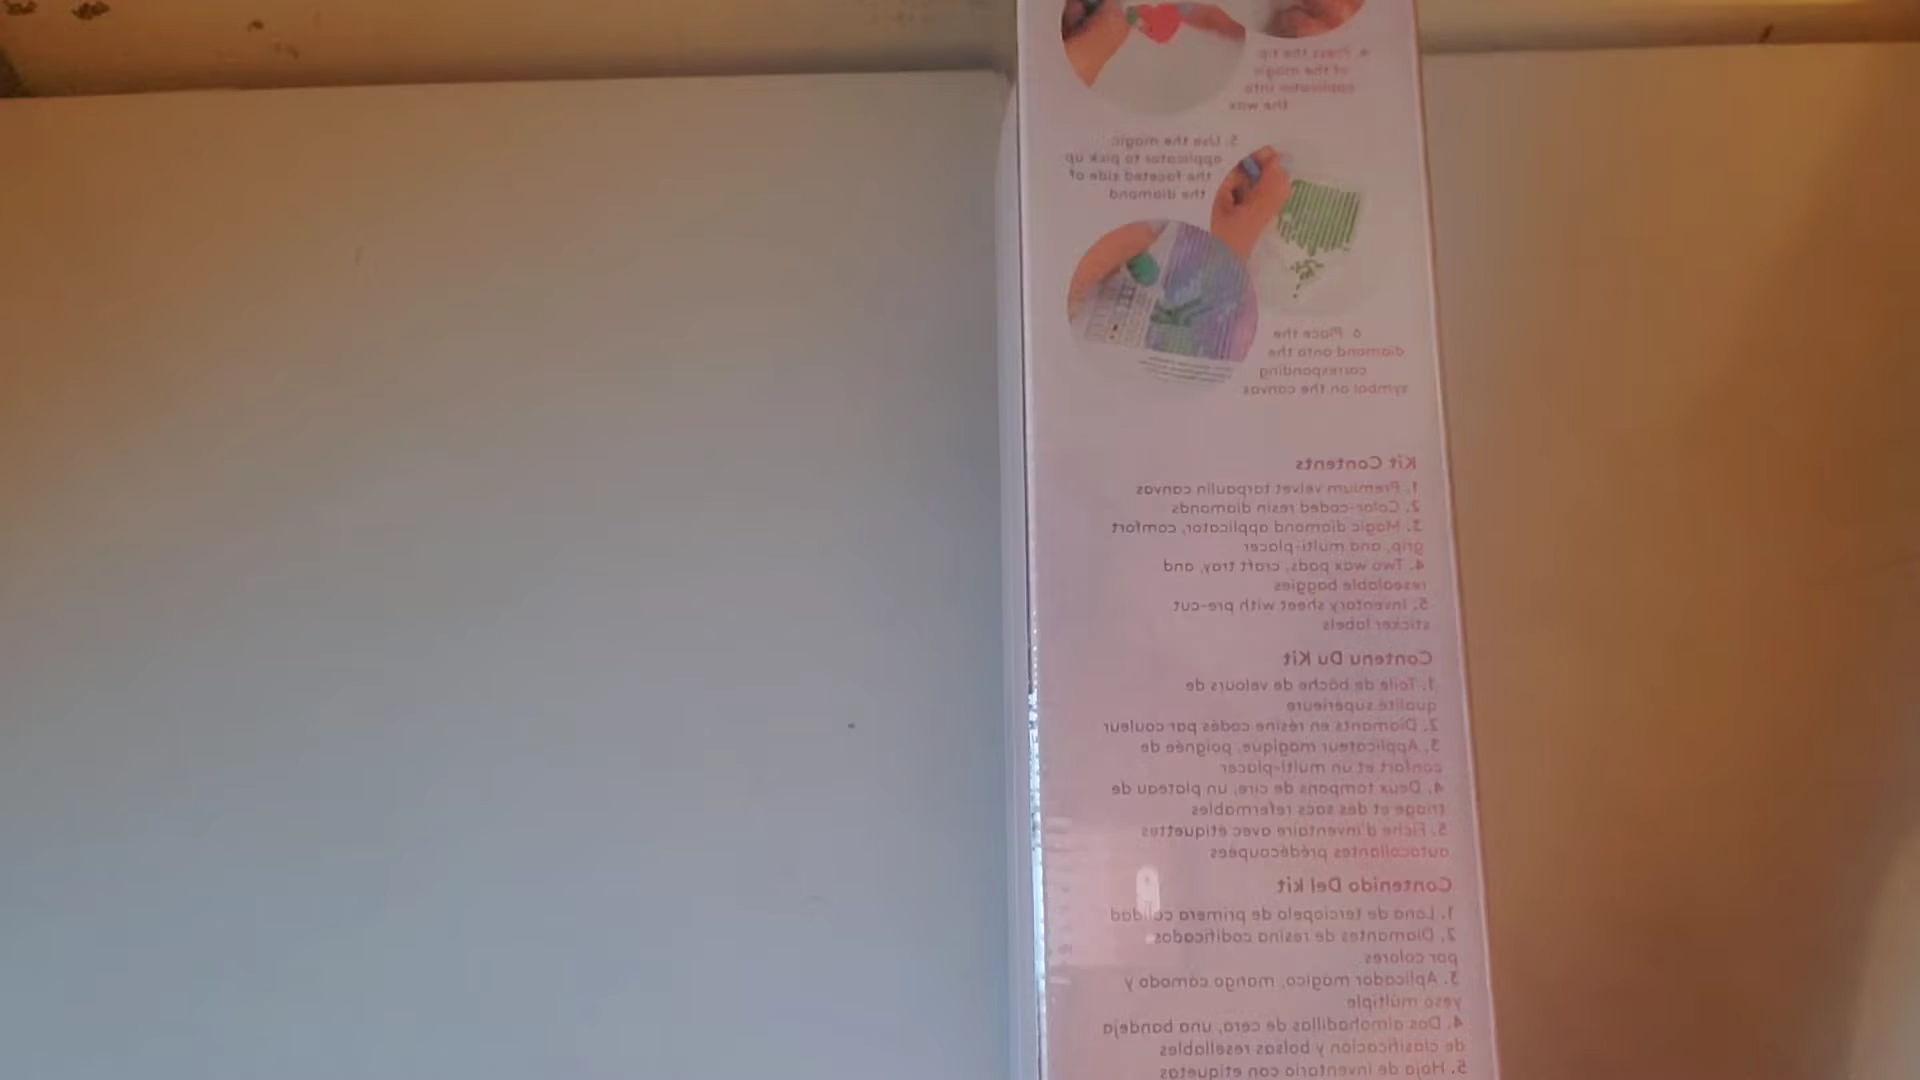 4. Press the tip
of the magic
applicator into
the wax
5. Use the magic
applicator to pick up
the faceted side of
the diamond
6. Place the
diamond onto the
corresponding
symbol on the canvas
Kit Contents
1. Premium velvet tarpaulin canvas
2. Color-coded resin diamonds
3. Magic diamond applicator, comfort
grip, and multi-placer
4. Two wax pads, craft tray, and
resealable baggies
5. Inventory sheet with pre-cut
sticker labels
Contenu Du Kit
1. Toile de bâche de velours de
qualité supérieure
2. Diamants en résine codés par couleur
3. Applicateur magique, poignée de
confort et un multi-placer
4. Deux tampons de cire, un plateau de
triage et des sacs refermables
5. Fiche d'inventaire avec étiquettes
autocollantes prédécoupées
Contenido Del kit
1. Lona de terciopelo de primera calidad
2. Diamantes de resina codificados
por colores
3. Aplicador mágico, mango cómodo y
yeso múltiple
4. Dos almohadillas de cera, una bandeja
de clasificación y bolsas resellables
5. Hoja de inventario con etiquetas